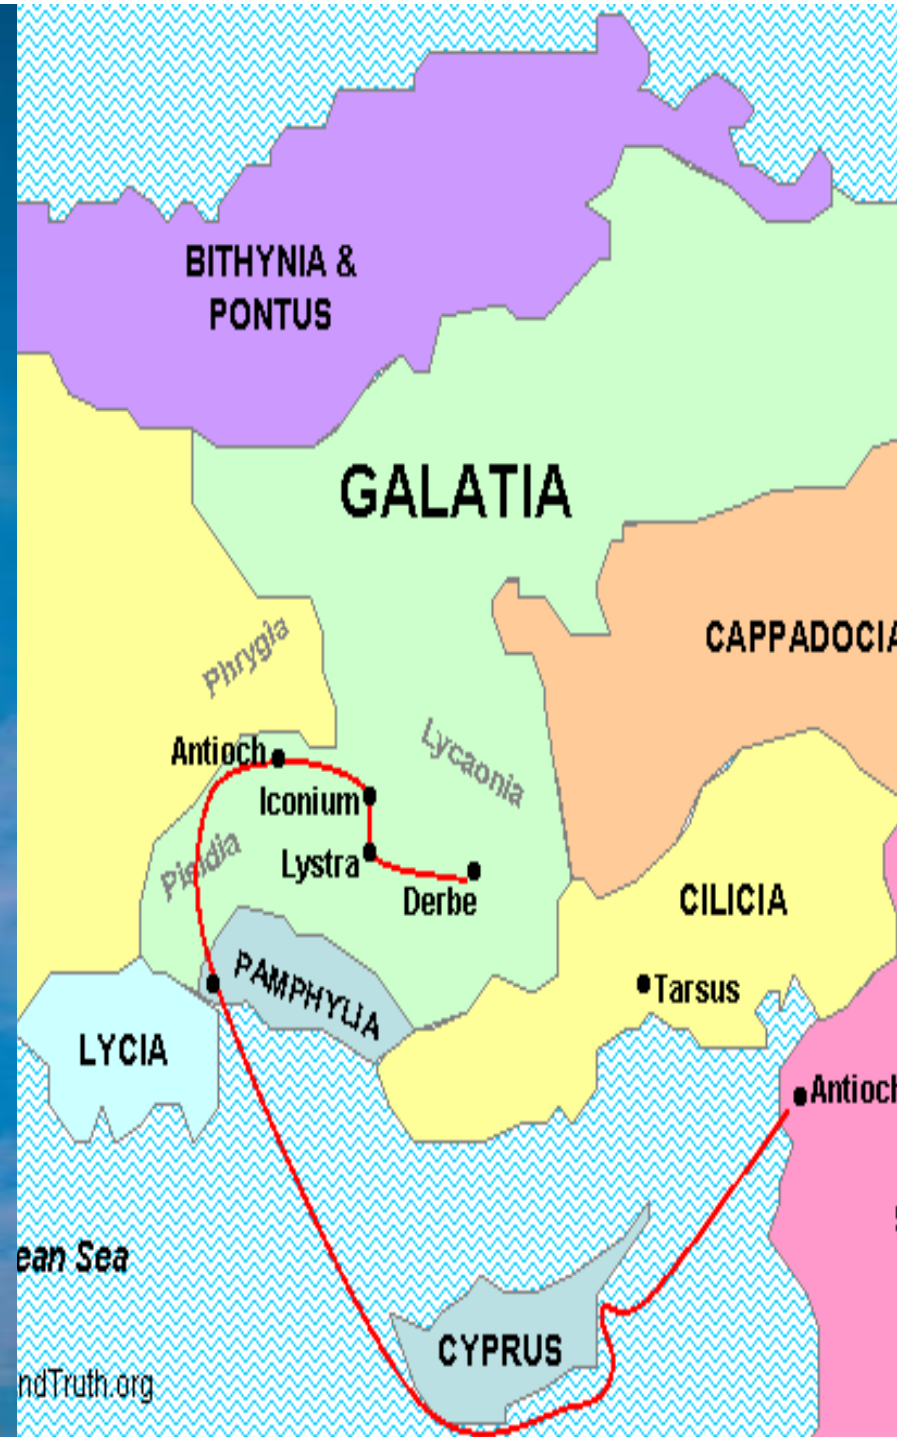 BITHYNIA &
PONTUS
GALATIA
Phrygia
CAPPADOCIA
Lycaonia
Antioch
Iconium
Pisidia
Lystra
Derbe
CILICIA
PAMPHYLIA
Tarsus
LYCIA
Antioch
ean Sea
CYPRUS
ndTruth.org